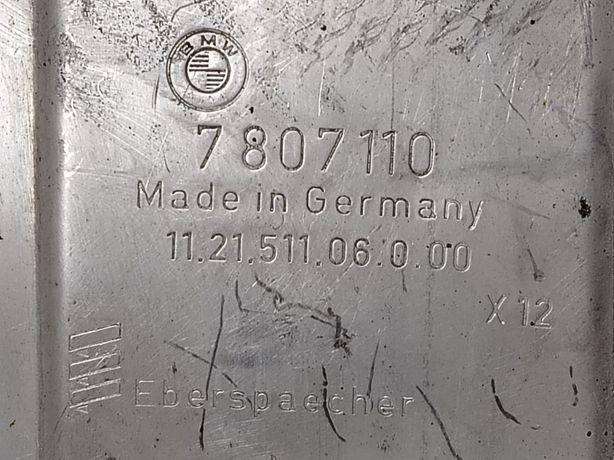 BMW
7 807 110
Made in Germany
11.21.511.06.0.00
X 12
Eberspaecher